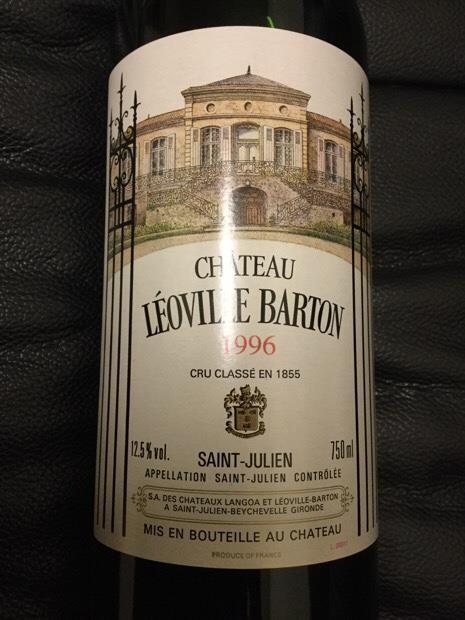 CHÂTEAU
LÉOVILLE BARTON
1996
CRU CLASSÉ EN 1855
12.5% vol.
SAINT-JULIEN
750 ml
APPELLATION SAINT-JULIEN CONTRÔLÉE
S.A. DES CHATEAUX LANGOA ET LÉOVILLE-BARTON
A SAINT-JULIEN-BEYCHEVELLE GIRONDE
MIS EN BOUTEILLE AU CHATEAU
PRODUCE OF FRANCE